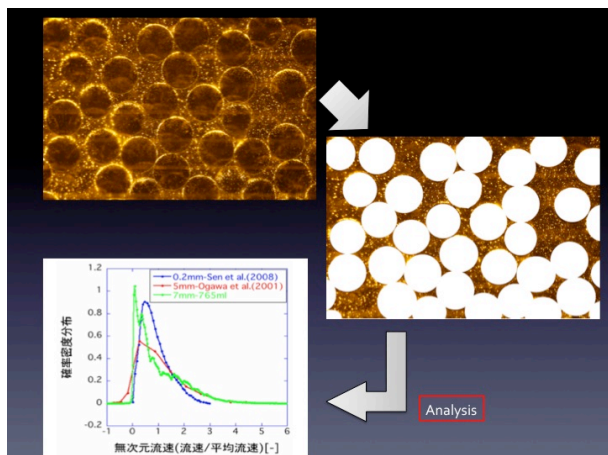 0.2mm-Sen et al.(2008)
5mm-Ogawa et al.(2001)
7mm-765ml
1.2
1
0.8
0.6
0.4
0.2
0
-0.2
確率密度分布
-1 0 1 2 3 4 5 6
無次元流速(流速/平均流速)[-]
Analysis